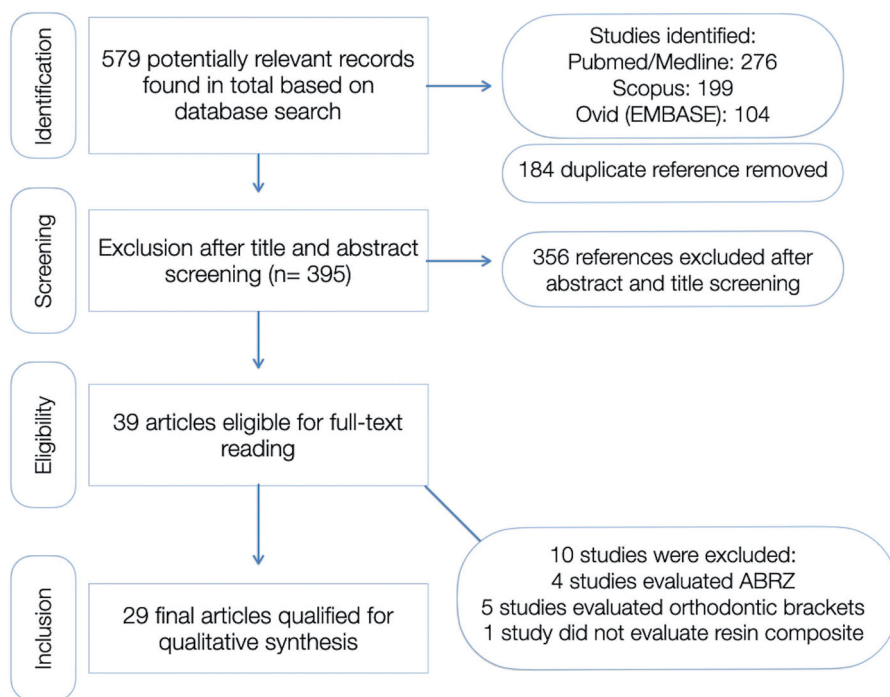 Identification
579 potentially relevant records
found in total based on
database search
Studies identified:
Pubmed/Medline: 276
Scopus: 199
Ovid (EMBASE): 104
184 duplicate reference removed
Screening
Exclusion after title and abstract
screening (n= 395)
356 references excluded after
abstract and title screening
Eligibility
39 articles eligible for full-text
reading
10 studies were excluded:
4 studies evaluated ABRZ
5 studies evaluated orthodontic brackets
1 study did not evaluate resin composite
Inclusion
29 final articles qualified for
qualitative synthesis